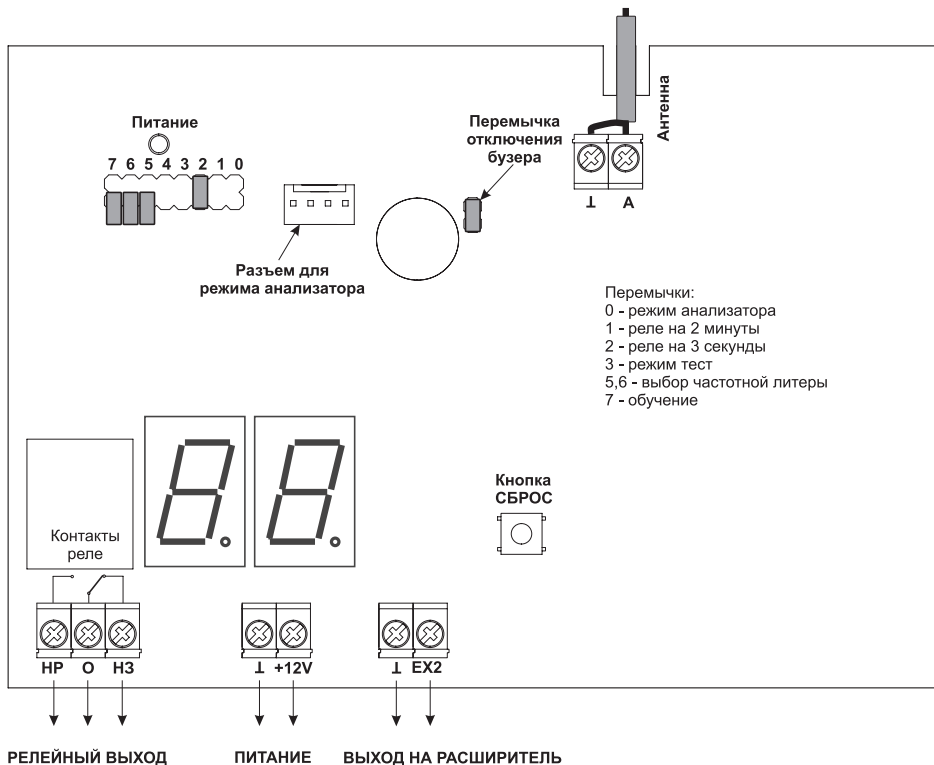 Антенна
Питание
7 6 5 4 3 2 1 0
Перемычка
отключения
бузера
⊥ A
Разъем для
режима анализатора
Перемычки:
0 - режим анализатора
1 - реле на 2 минуты
2 - реле на 3 секунды
3 - режим тест
5,6 - выбор частотной литеры
7 - обучение
Кнопка
СБРОС
Контакты
реле
НР О НЗ
⊥ +12V
⊥ EX2
РЕЛЕЙНЫЙ ВЫХОД
ПИТАНИЕ
ВЫХОД НА РАСШИРИТЕЛЬ